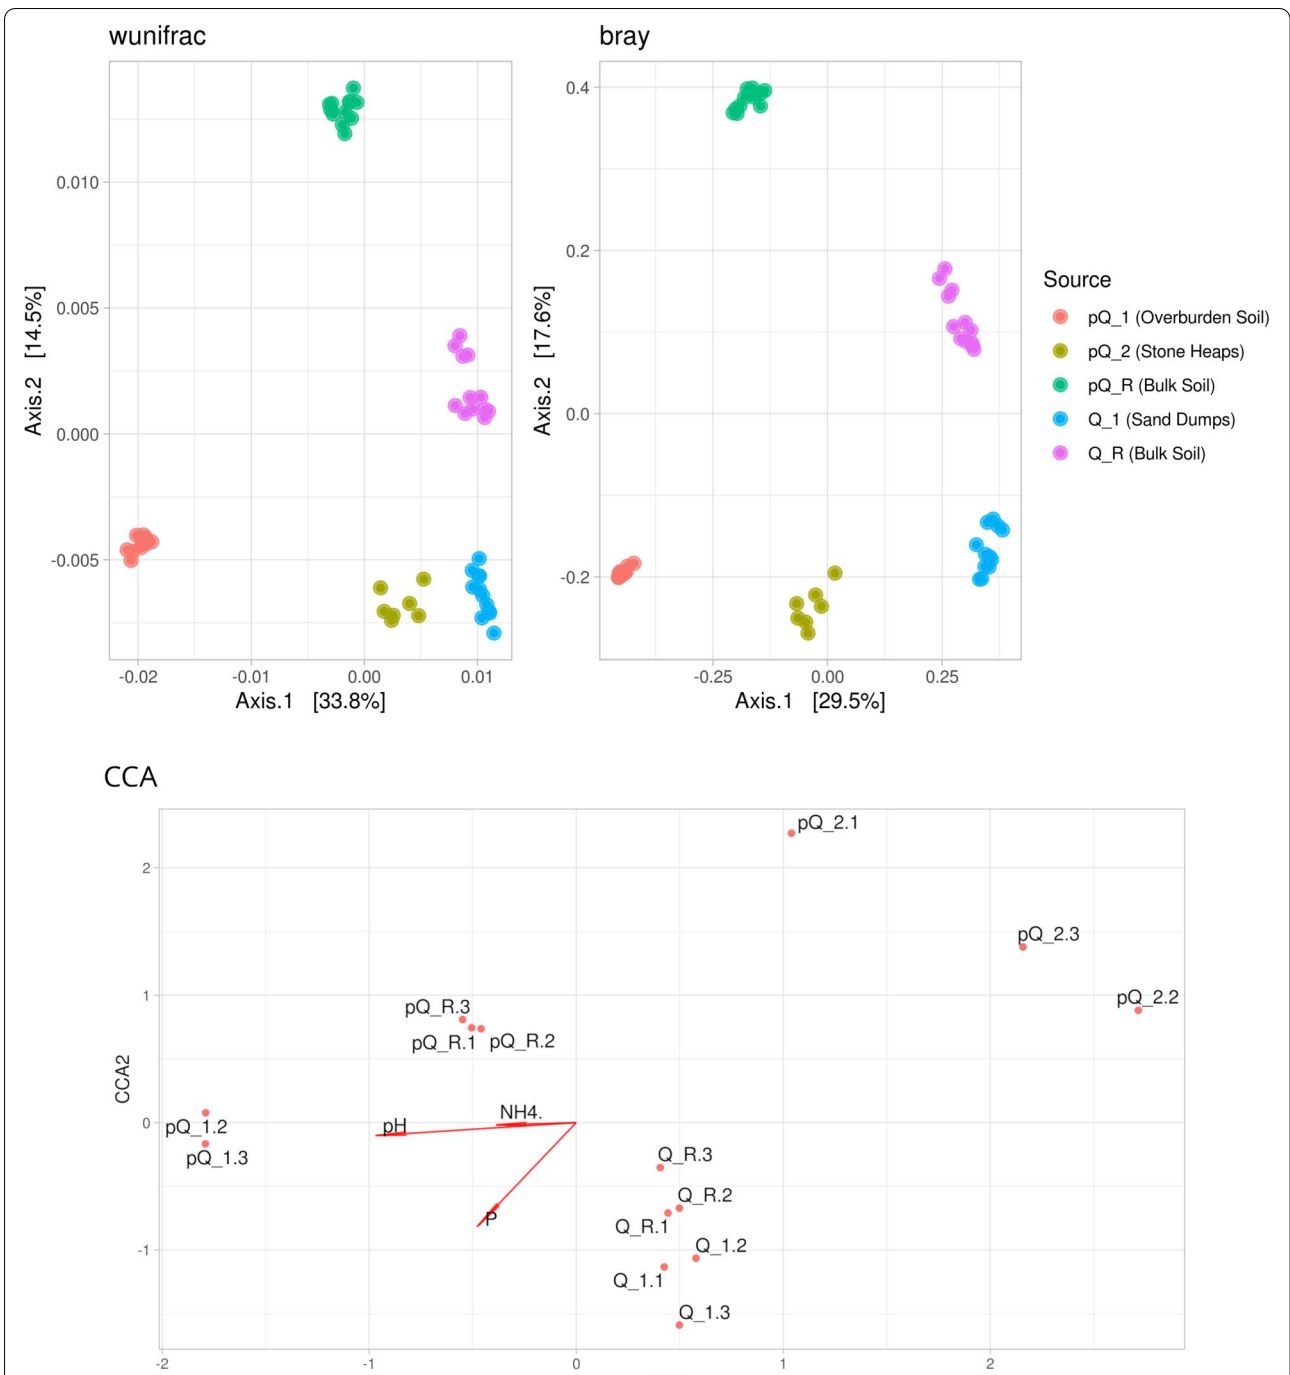 wunifrac
bray
0.010
0.005
0.000
-0.005
Axis.2 [14.5%]
-0.02 -0.01 0.00 0.01
Axis.1 [33.8%]
0.4
0.2
0.0
-0.2
Axis.2 [17.6%]
-0.25 0.00 0.25
Axis.1 [29.5%]
Source
pQ_1 (Overburden Soil)
pQ_2 (Stone Heaps)
pQ_R (Bulk Soil)
Q_1 (Sand Dumps)
Q_R (Bulk Soil)
CCA
2
1
0
-1
CCA2
pQ_2.1
pQ_2.3
pQ_2.2
pQ_R.3
pQ_R.1 pQ_R.2
NH4.
pH
pQ_1.2
pQ_1.3
Q_R.3
Q_R.2
P
Q_R.1
Q_1.2
Q_1.1
Q_1.3
-2 -1 0 1 2